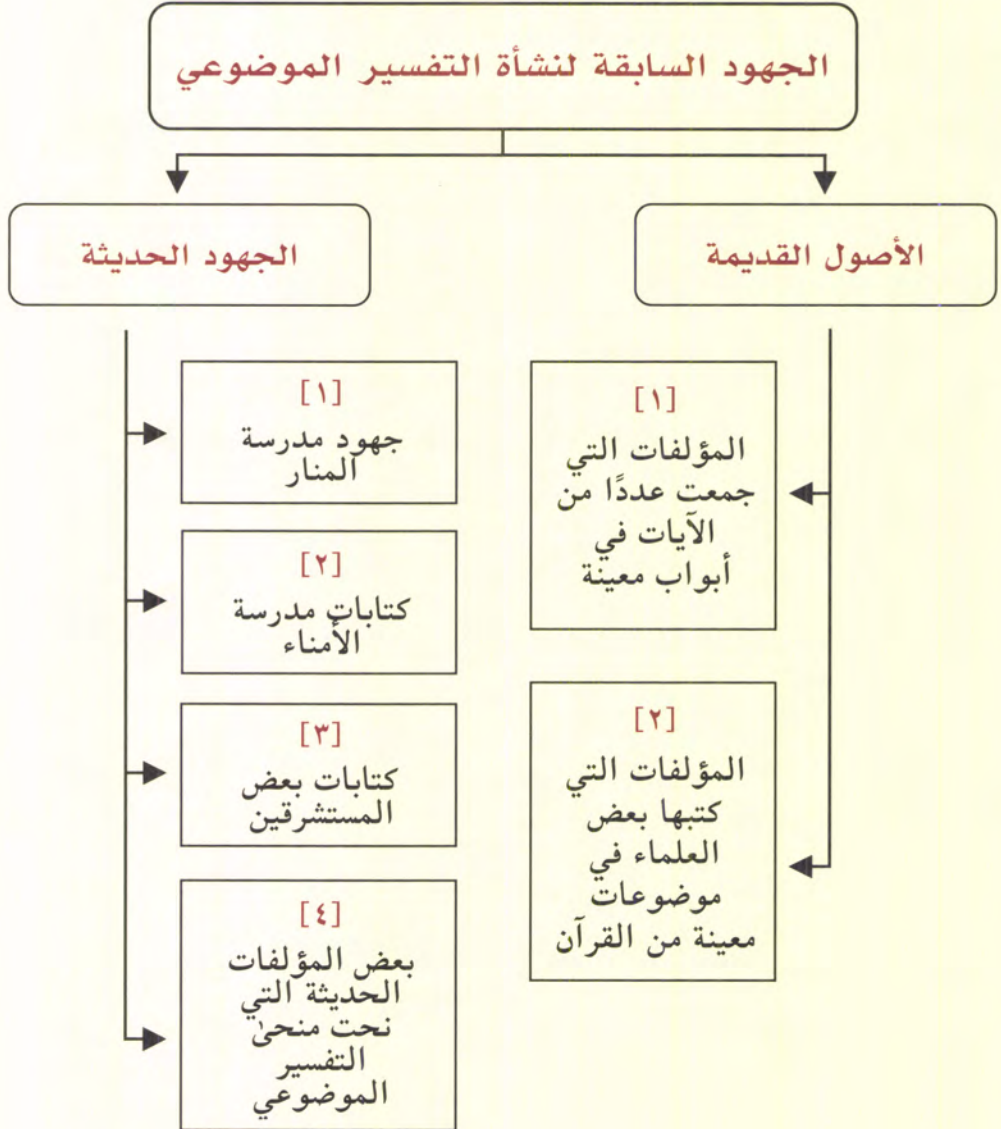 الجهود السابقة لنشأة التفسير الموضوعي
الأصول القديمة
[١]
المؤلفات التي
جمعت عددًا من
الآيات في
أبواب معينة
[٢]
المؤلفات التي
كتبها بعض
العلماء في
موضوعات
معينة من القرآن
الجهود الحديثة
[١]
جهود مدرسة
المنار
[٢]
كتابات مدرسة
الأمناء
[٣]
كتابات بعض
المستشرقين
[٤]
بعض المؤلفات
الحديثة التي
نحت منحىٰ
التفسير
الموضوعي